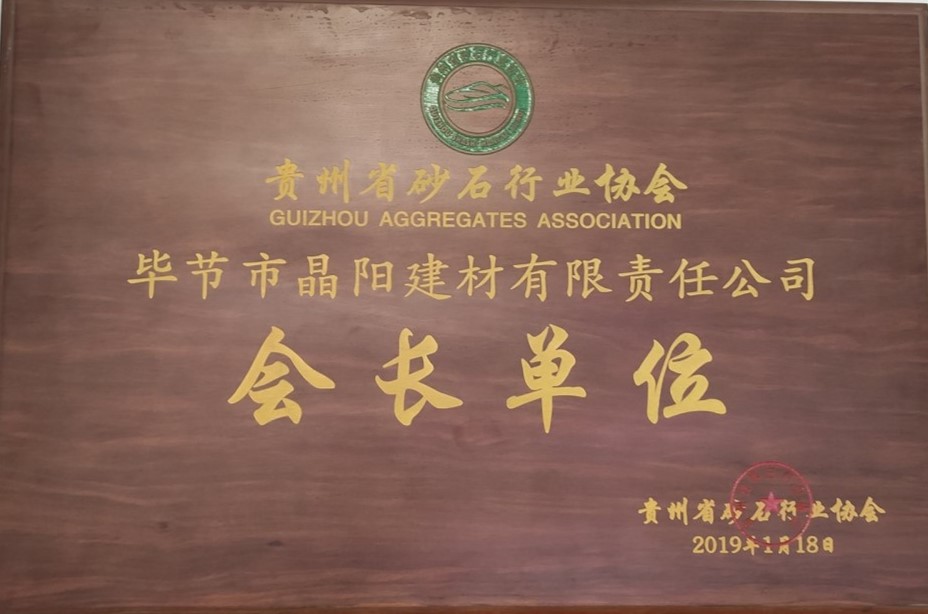 贵州省砂石行业协会
GUIZHOU AGGREGATES ASSOCIATION
毕节市晶阳建材有限责任公司
会长单位
贵州省砂石行业协会
2019年1月18日